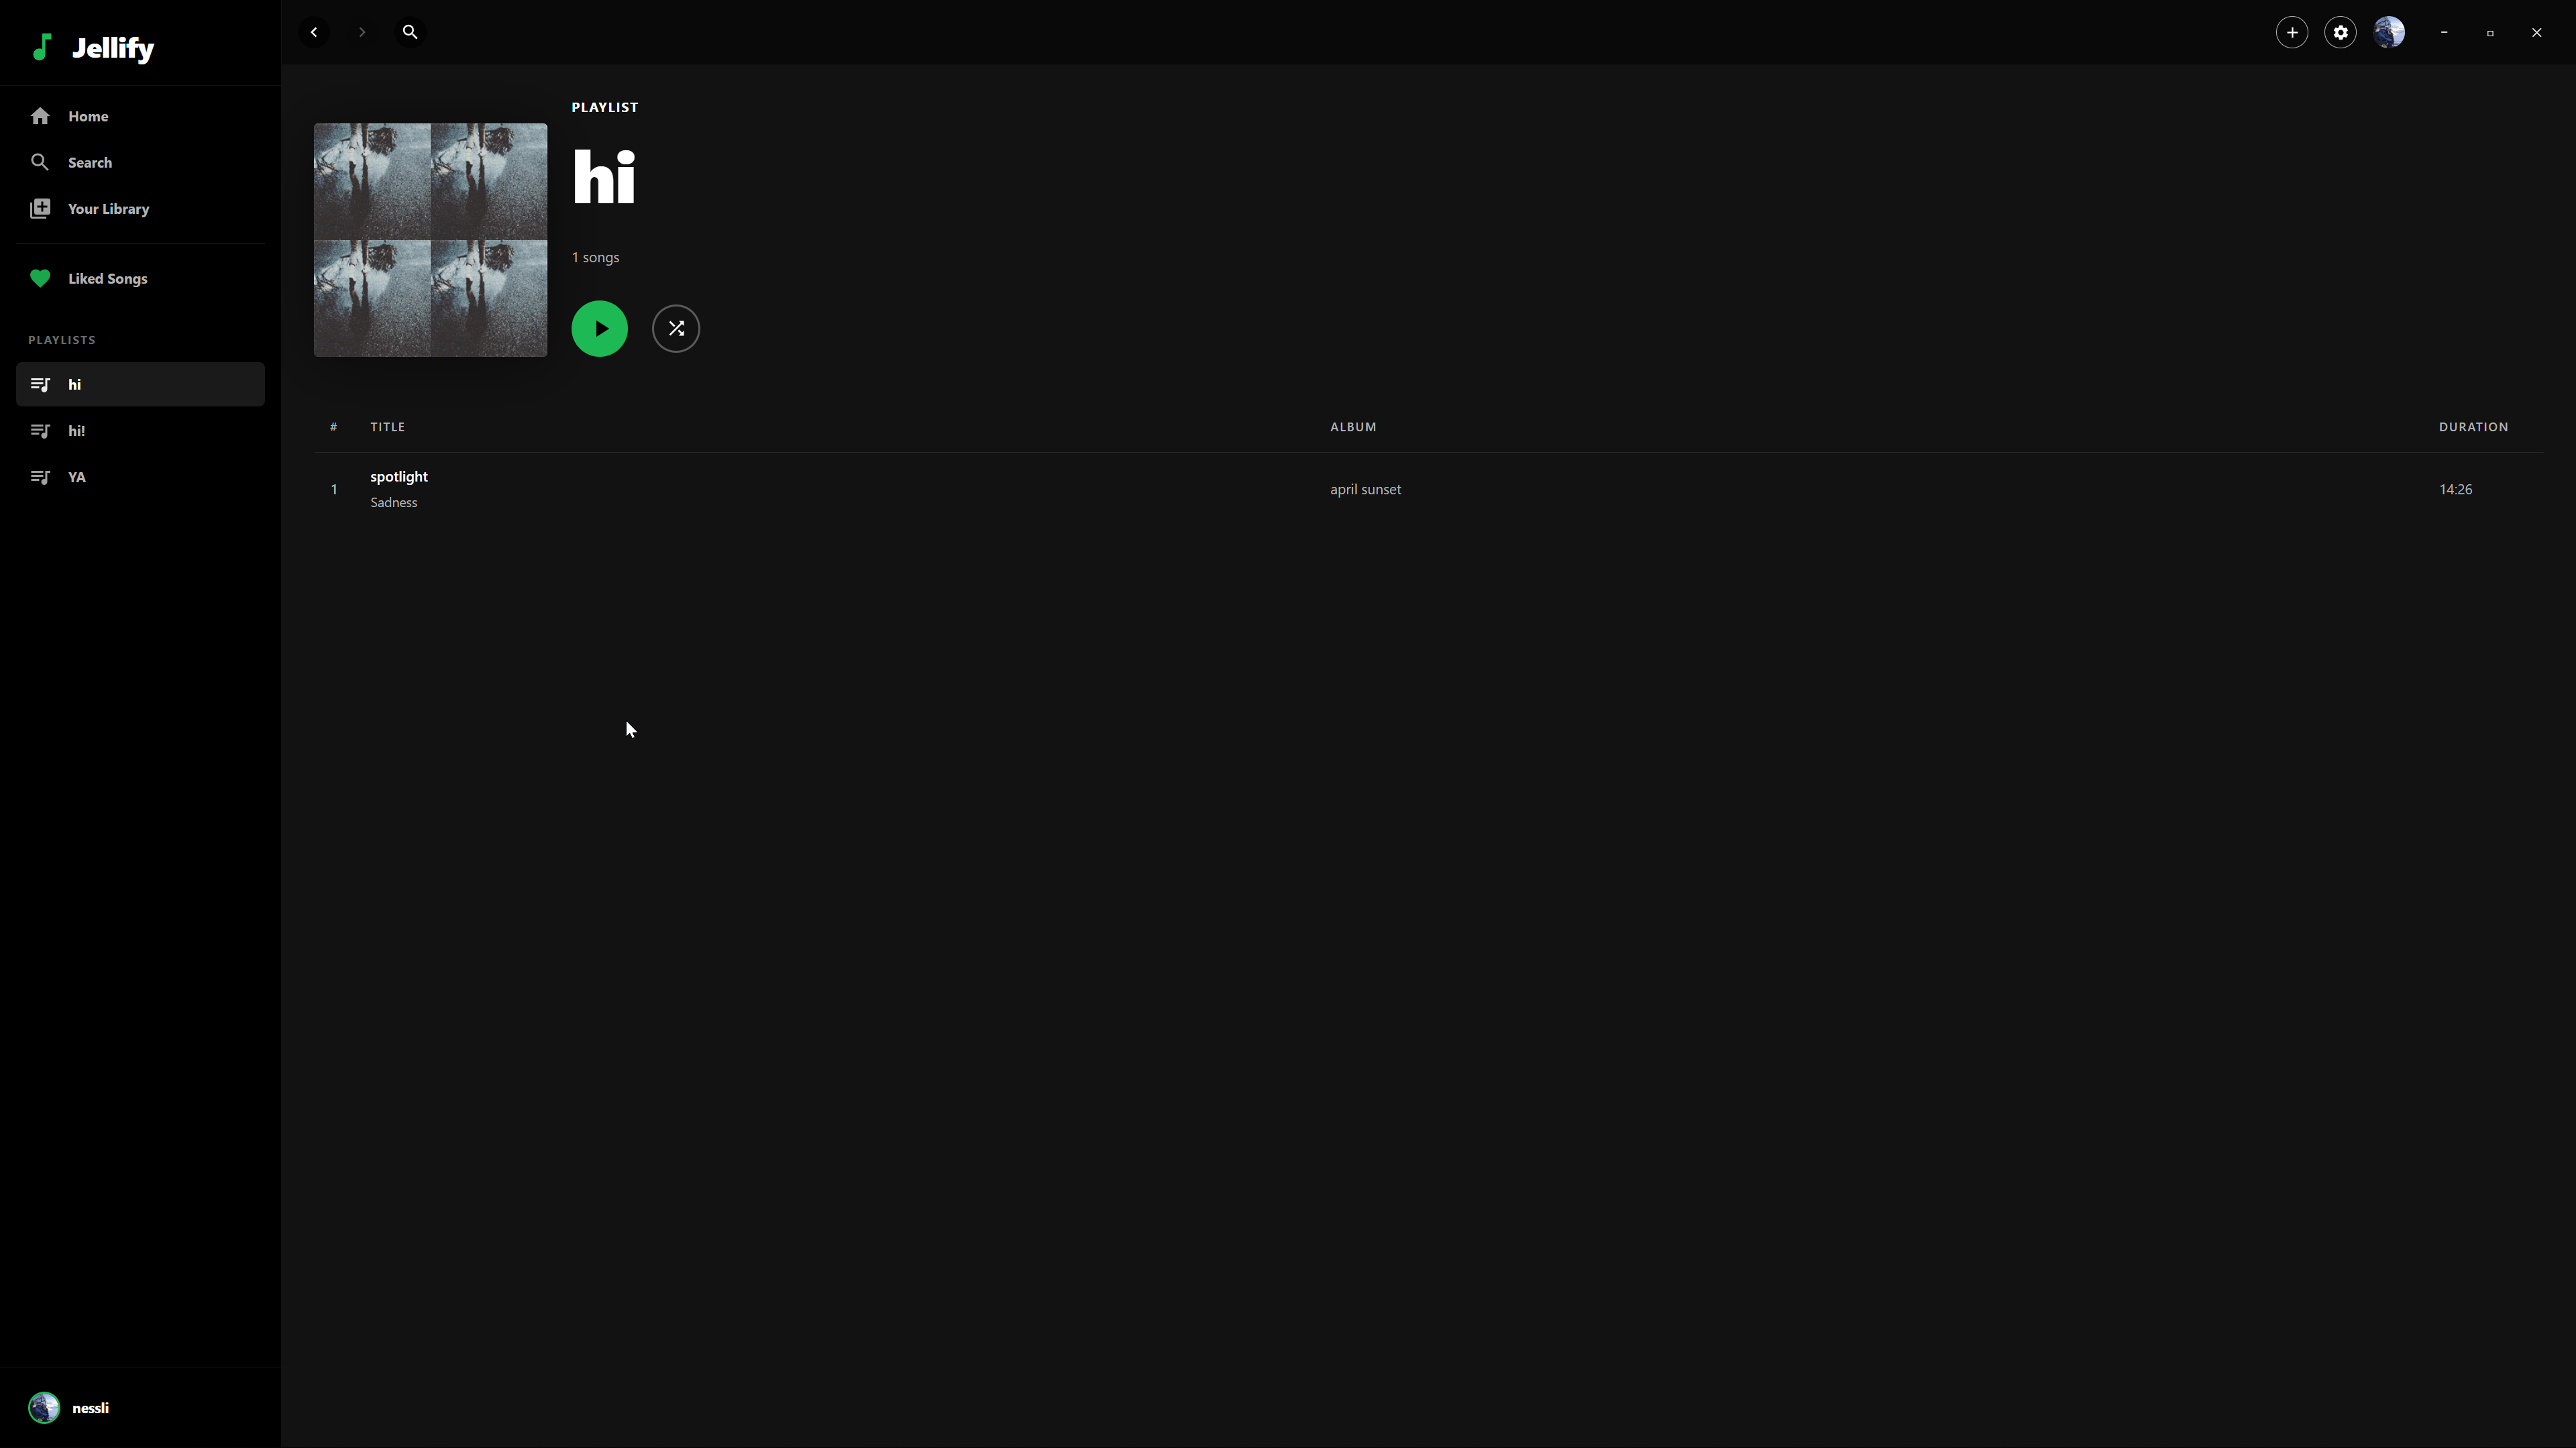 Jellify
Home
Search
Your Library
Liked Songs
PLAYLISTS
hi
hi!
YA
nessli
PLAYLIST
hi
1 songs
# TITLE ALBUM DURATION
1 spotlight april sunset 14:26
Sadness